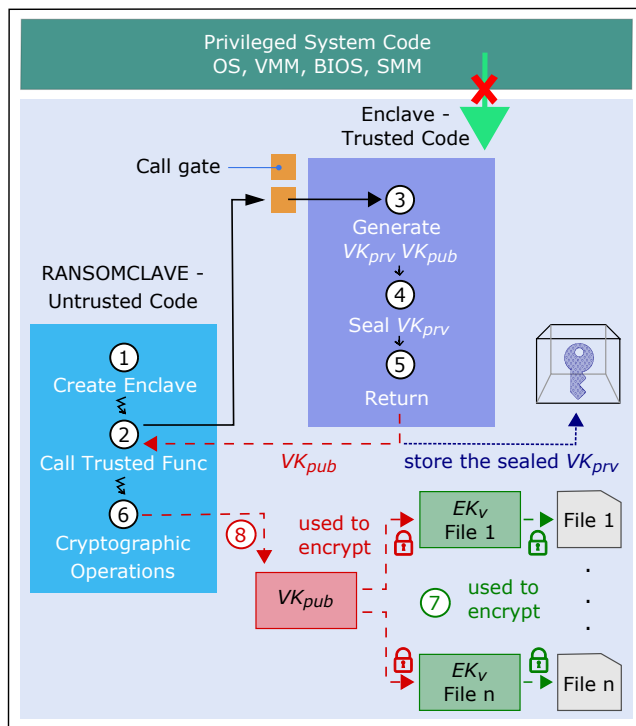 Privileged System Code
OS, VMM, BIOS, SMM
Enclave -
Trusted Code
Call gate
3
Generate
VKprv VKpub
4
Seal VKprv
5
Return
RANSOMCLAVE -
Untrusted Code
1
Create Enclave
2
Call Trusted Func
6
Cryptographic
Operations
VKpub
store the sealed VKprv
8
used to
encrypt
VKpub
EKv
File 1
File 1
7
used to
encrypt
EKv
File n
File n